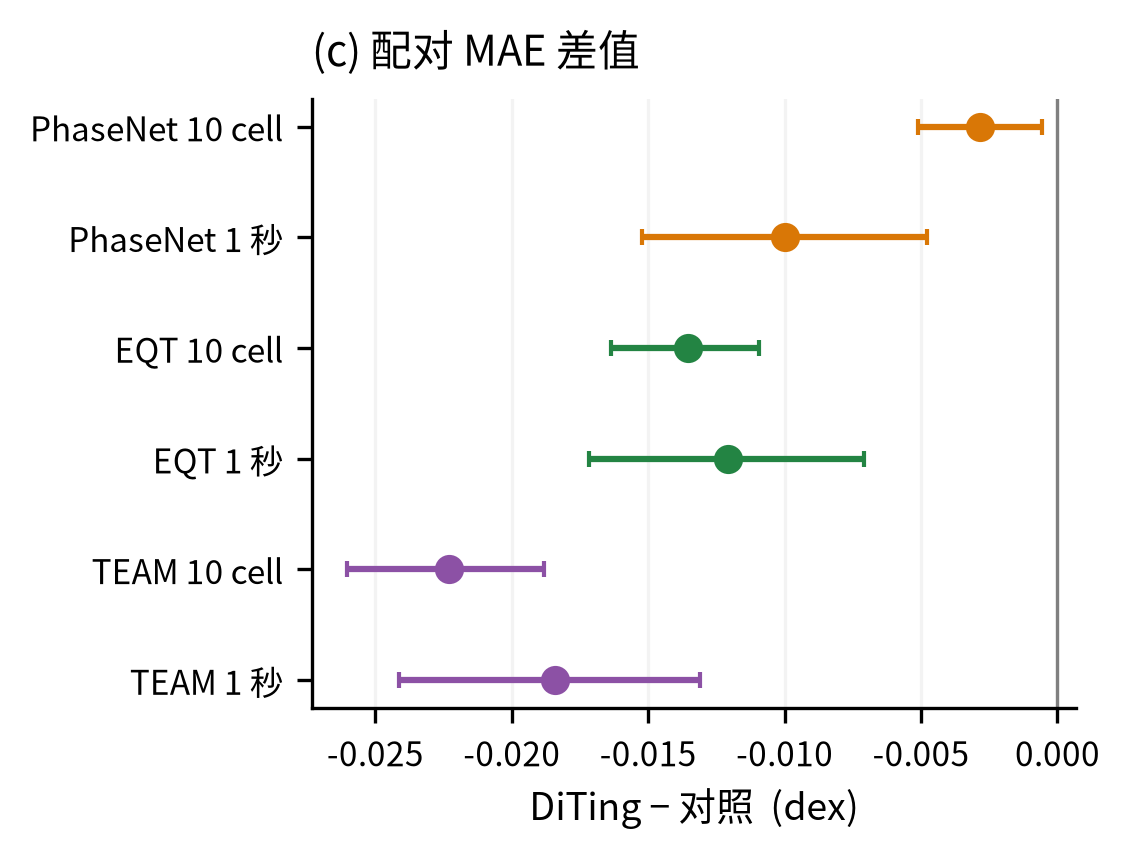 (c) 配对 MAE 差值
PhaseNet 10 cell
PhaseNet 1 秒
EQT 10 cell
EQT 1 秒
TEAM 10 cell
TEAM 1 秒
-0.025 -0.020 -0.015 -0.010 -0.005 0.000
DiTing − 对照 (dex)